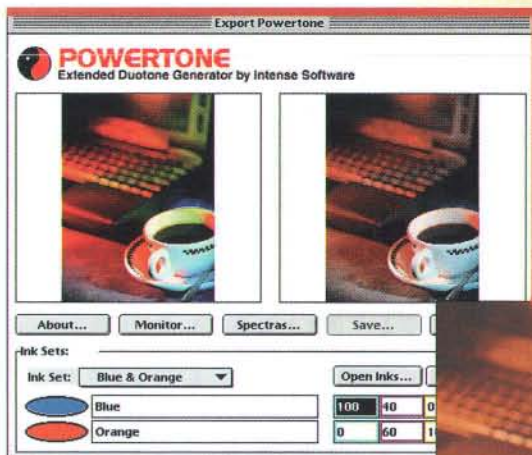 Export Powertone
POWERTONE
Extended Duotone Generator by Intense Software
About... Monitor... Spectras... Save...
Ink Sets:
Ink Set: Blue & Orange Open Inks...
Blue 100 40
Orange 0 60